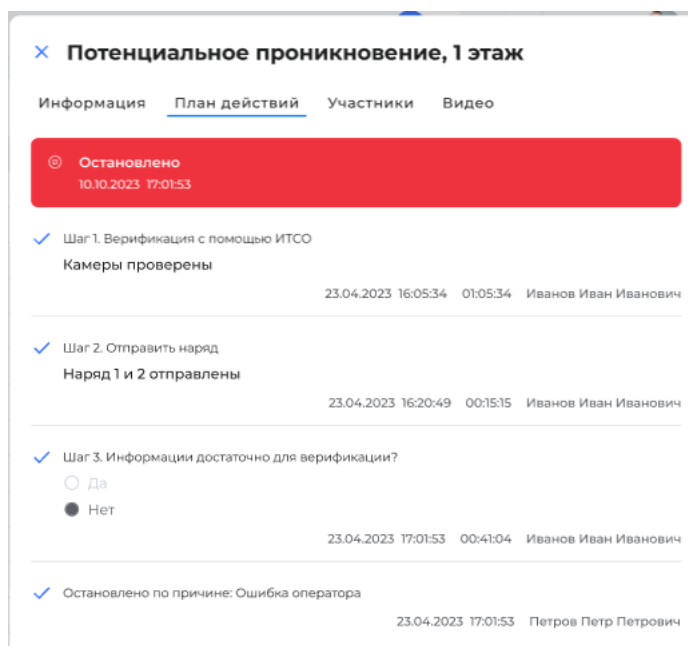 Потенциальное проникновение, 1 этаж
Информация План действий Участники Видео
Остановлено
10.10.2023 17:01:53
Шаг 1. Верификация с помощью ИТСО
Камеры проверены
23.04.2023 16:05:34 01:05:34 Иванов Иван Иванович
Шаг 2. Отправить наряд
Наряд 1 и 2 отправлены
23.04.2023 16:20:49 00:15:15 Иванов Иван Иванович
Шаг 3. Информации достаточно для верификации?
Да
Нет
23.04.2023 17:01:53 00:41:04 Иванов Иван Иванович
Остановлено по причине: Ошибка оператора
23.04.2023 17:01:53 Петров Петр Петрович